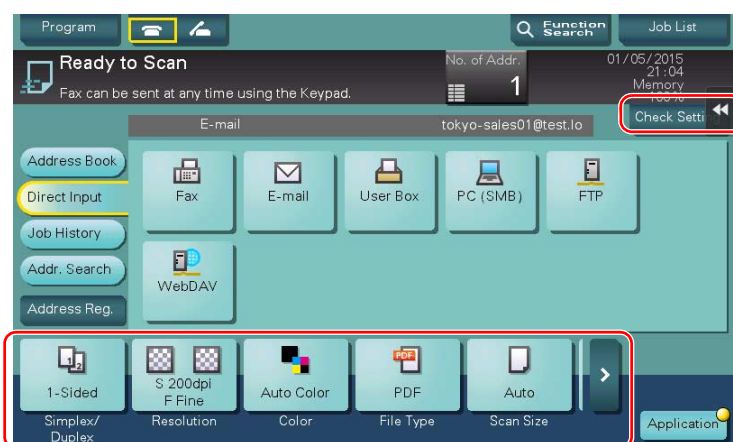 Program
Function
Search
Job List
Ready to Scan
Fax can be sent at any time using the Keypad.
No. of Addr.
1
01/05/2015
21:04
Memory
100%
Check Setti
E-mail
tokyo-sales01@test.lo
Address Book
Direct Input
Job History
Addr. Search
Address Reg.
Fax
E-mail
User Box
PC (SMB)
FTP
WebDAV
1-Sided
S 200dpi
F Fine
Auto Color
PDF
PDF
Auto
Simplex/
Duplex
Resolution
Color
File Type
Scan Size
Application